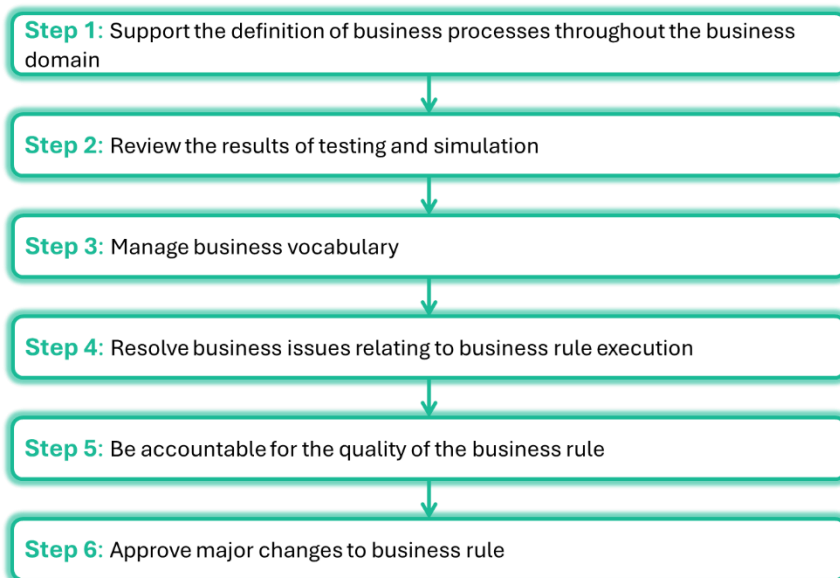 Step 1: Support the definition of business processes throughout the business
domain
Step 2: Review the results of testing and simulation
Step 3: Manage business vocabulary
Step 4: Resolve business issues relating to business rule execution
Step 5: Be accountable for the quality of the business rule
Step 6: Approve major changes to business rule